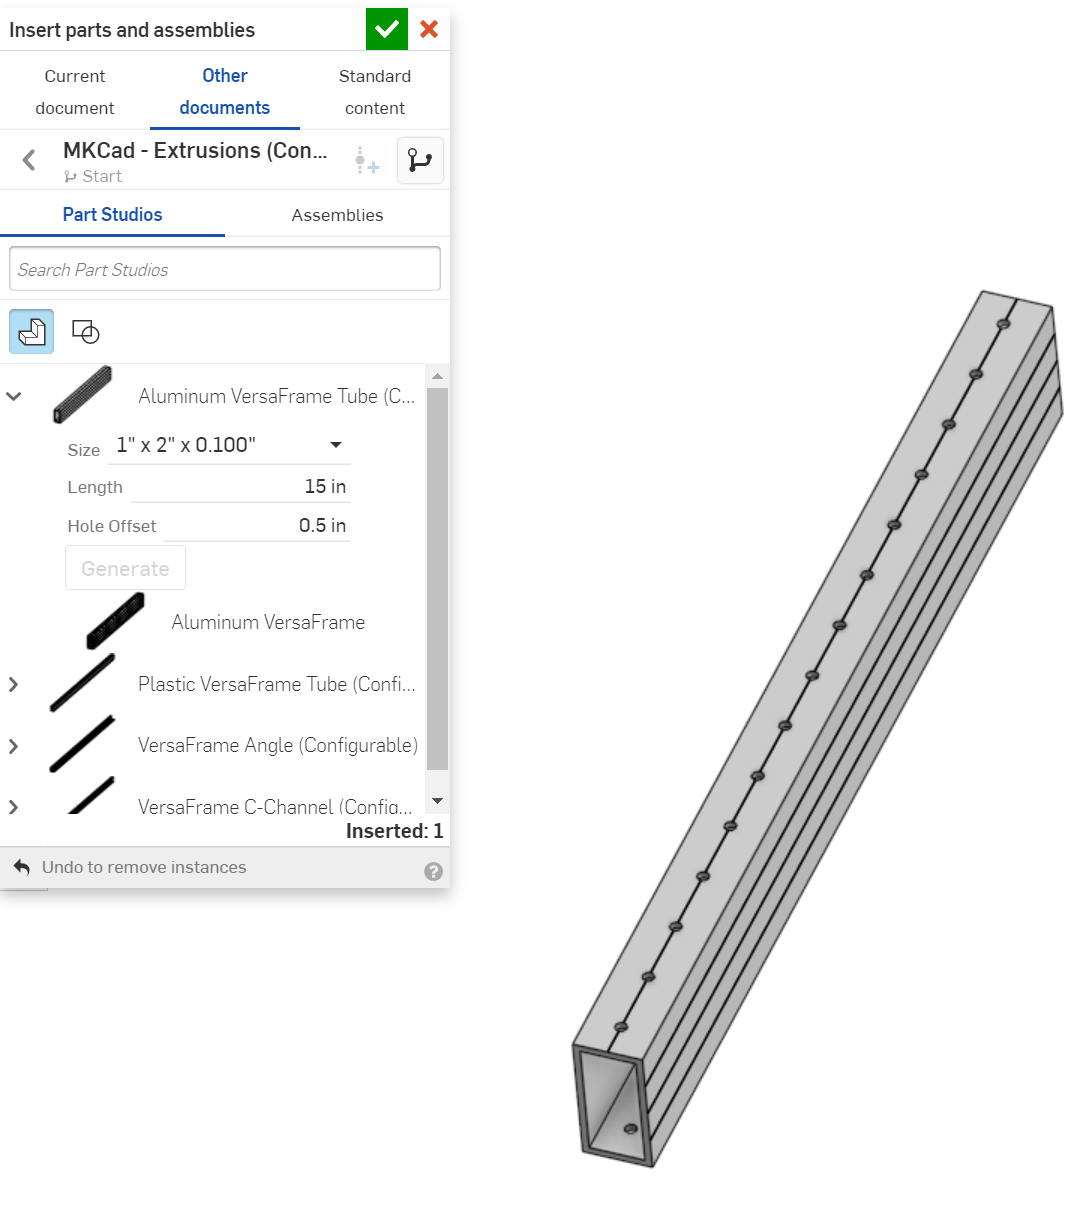 Insert parts and assemblies
Current
document
Other
documents
Standard
content
MKCad - Extrusions (Con...
Start
Part Studios
Assemblies
Search Part Studios
Aluminum VersaFrame Tube (C...
Size 1" x 2" x 0.100"
Length 15 in
Hole Offset 0.5 in
Generate
Aluminum VersaFrame
Plastic VersaFrame Tube (Confi...
VersaFrame Angle (Configurable)
VersaFrame C-Channel (Config...
Inserted: 1
Undo to remove instances
?